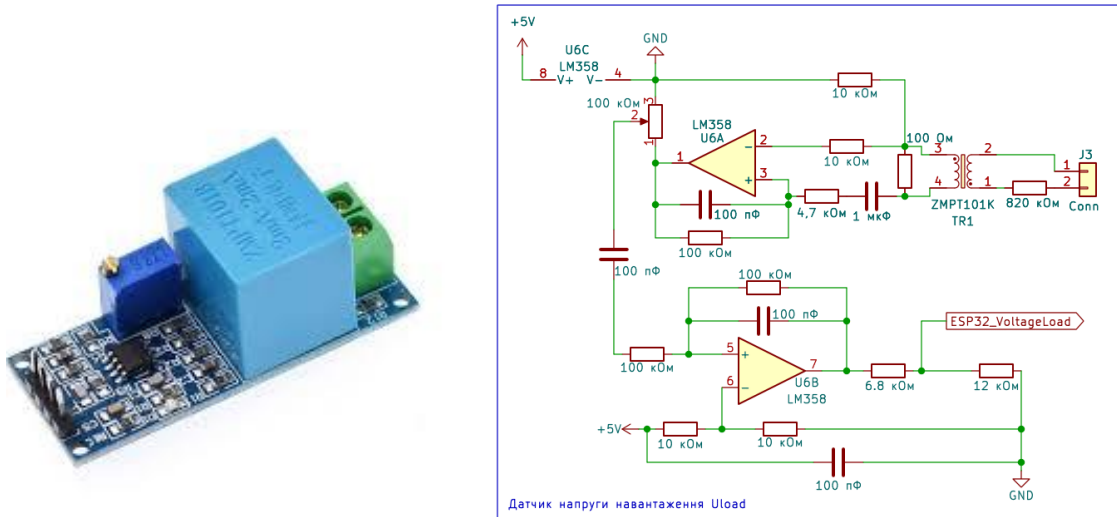 ZMPT101B
+5V
U6C
LM358
8
V+
V-
4
GND
100 кОм
3
2
1
LM358
U6A
1
2
3
10 кОм
10 кОм
100 Ом
3
4
2
1
ZMPT101K
TR1
820 кОм
J3
1
2
Conn
4.7 кОм
1 мкФ
100 пФ
100 кОм
100 пФ
100 кОм
100 пФ
100 кОм
5
6
7
U6B
LM358
ESP32_VoltageLoad
6.8 кОм
12 кОм
+5V
10 кОм
10 кОм
100 пФ
GND
Датчик напруги навантаження Uload